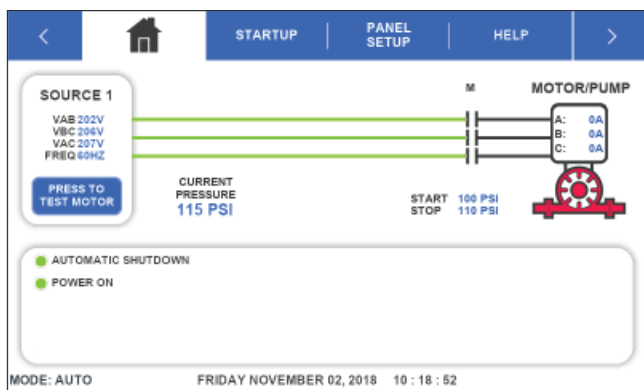 <
STARTUP
PANEL
SETUP
HELP
>
SOURCE 1
VAB 202V
VBC 206V
VAC 207V
FREQ 60HZ
PRESS TO
TEST MOTOR
CURRENT
PRESSURE
115 PSI
M
MOTOR/PUMP
A: 0A
B: 0A
C: 0A
START 100 PSI
STOP 110 PSI
AUTOMATIC SHUTDOWN
POWER ON
MODE: AUTO FRIDAY NOVEMBER 02, 2018 10 : 18 : 52